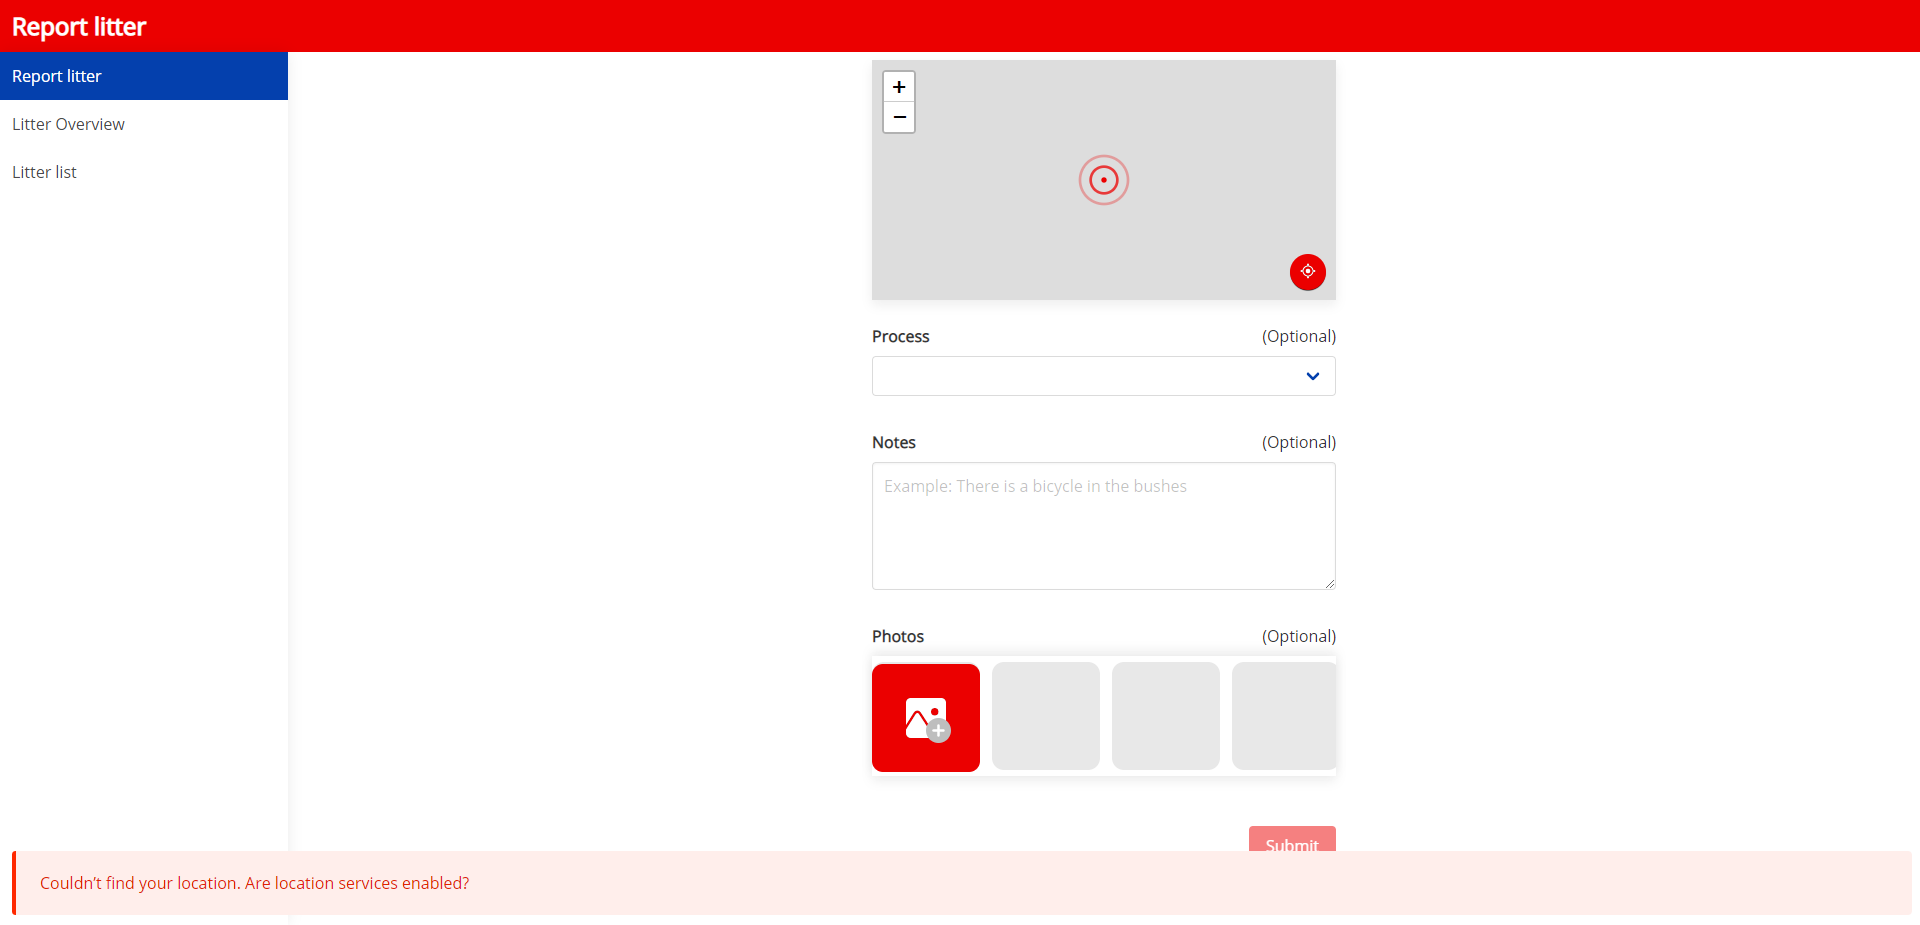 Report litter
Report litter
Litter Overview
Litter list
+
−
Process (Optional)
Notes (Optional)
Example: There is a bicycle in the bushes
Photos (Optional)
Submit
Couldn’t find your location. Are location services enabled?